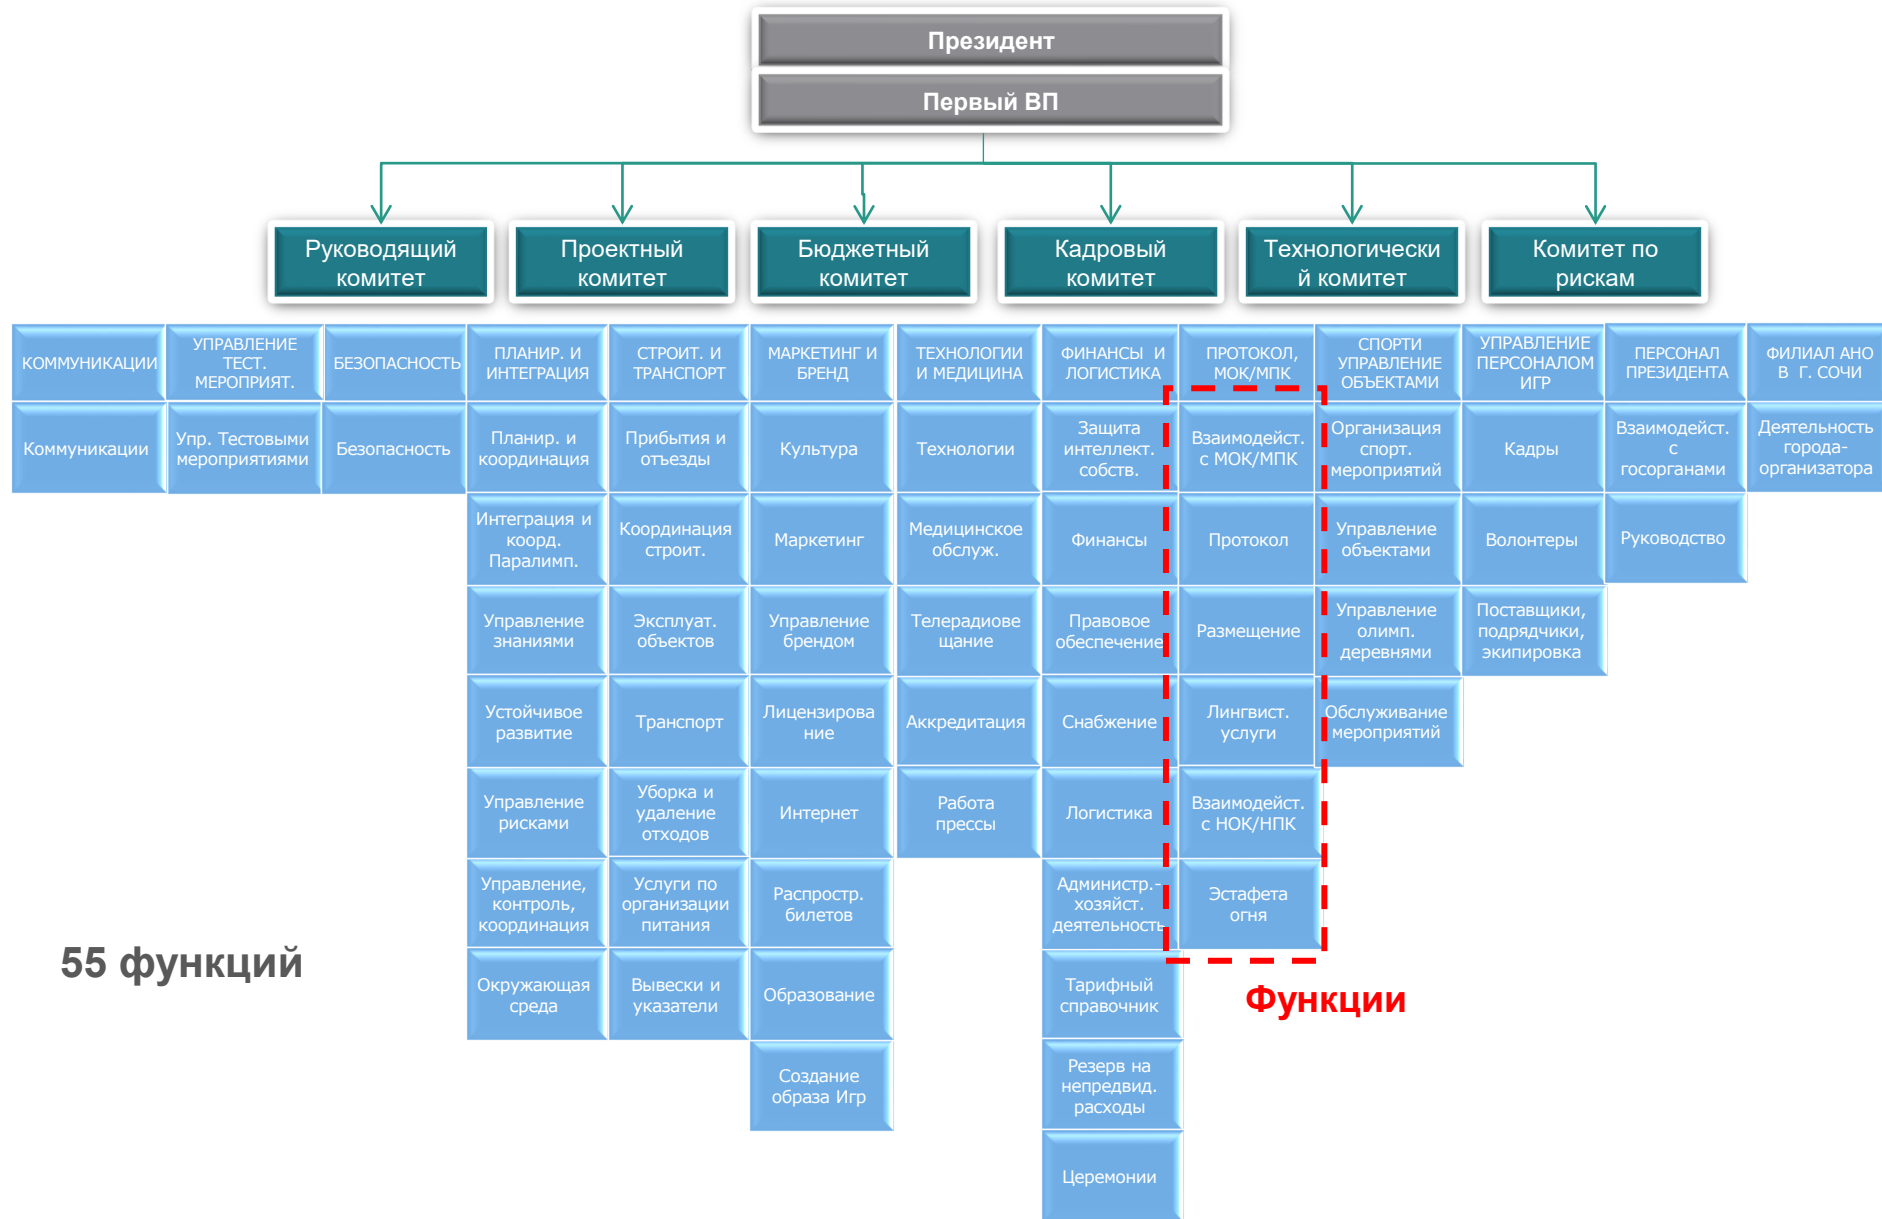 Президент
Первый ВП
Руководящий
комитет
Проектный
комитет
Бюджетный
комитет
Кадровый
комитет
Технологически
й комитет
Комитет по
рискам
КОММУНИКАЦИИ
УПРАВЛЕНИЕ
ТЕСТ.
МЕРОПРИЯТ.
БЕЗОПАСНОСТЬ
ПЛАНИР. И
ИНТЕГРАЦИЯ
СТРОИТ. И
ТРАНСПОРТ
МАРКЕТИНГ И
БРЕНД
ТЕХНОЛОГИИ
И МЕДИЦИНА
ФИНАНСЫ И
ЛОГИСТИКА
ПРОТОКОЛ,
МОК/МПК
СПОРТИ
УПРАВЛЕНИЕ
ОБЪЕКТАМИ
УПРАВЛЕНИЕ
ПЕРСОНАЛОМ
ИГР
ПЕРСОНАЛ
ПРЕЗИДЕНТА
ФИЛИАЛ АНО
В Г. СОЧИ
Коммуникации
Упр. Тестовыми
мероприятиями
Безопасность
Планир. и
координация
Прибытия и
отъезды
Культура
Технологии
Защита
интеллект.
собств.
Взаимодейст.
с МОК/МПК
Организация
спорт.
мероприятий
Кадры
Взаимодейст.
с
госорганами
Деятельность
города-
организатора
Интеграция и
коорд.
Паралимп.
Координация
строит.
Маркетинг
Медицинское
обслуж.
Финансы
Протокол
Управление
объектами
Волонтеры
Руководство
Управление
знаниями
Эксплуат.
объектов
Управление
брендом
Телерадиове
щание
Правовое
обеспечение
Размещение
Управление
олимп.
деревнями
Поставщики,
подрядчики,
экипировка
Устойчивое
развитие
Транспорт
Лицензирова
ние
Аккредитация
Снабжение
Лингвист.
услуги
Обслуживание
мероприятий
Управление
рисками
Уборка и
удаление
отходов
Интернет
Работа
прессы
Логистика
Взаимодейст.
с НОК/НПК
Управление,
контроль,
координация
Услуги по
организации
питания
Распростр.
билетов
Администр.-
хозяйст.
деятельность
Эстафета
огня
55 функций
Окружающая
среда
Вывески и
указатели
Образование
Тарифный
справочник
Функции
Создание
образа Игр
Резерв на
непредвид.
расходы
Церемонии